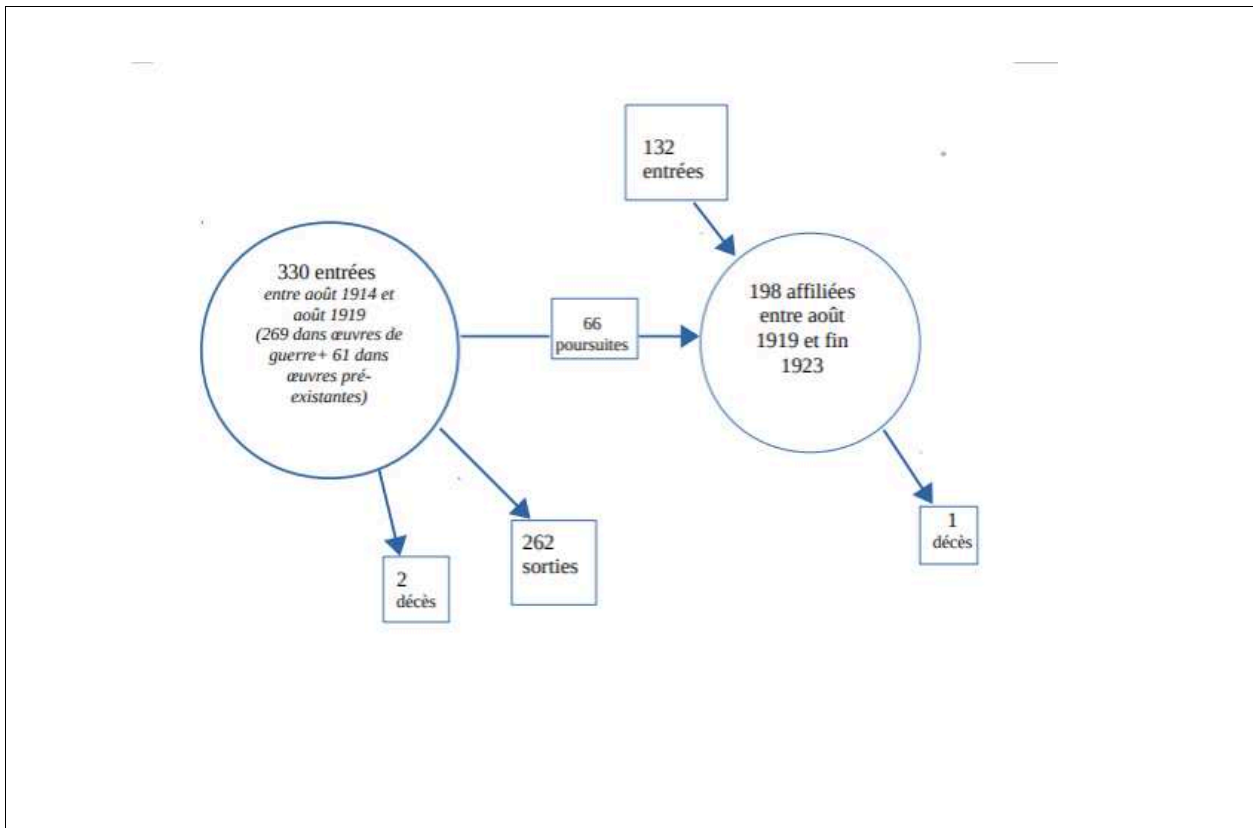 132
entrées
330 entrées
entre août 1914 et
août 1919
(269 dans œuvres de
guerre+ 61 dans
œuvres pré-
existantes)
66
poursuites
198 affiliées
entre août
1919 et fin
1923
2
décès
262
sorties
1
décès